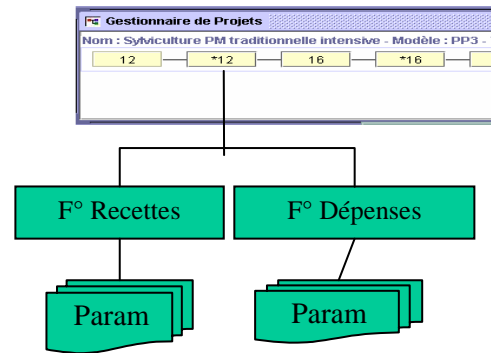 Gestionnaire de Projets
Nom : Sylviculture PM traditionnelle intensive - Modèle : PP3 -
12 *12 16 *16
F° Recettes F° Dépenses
Param Param